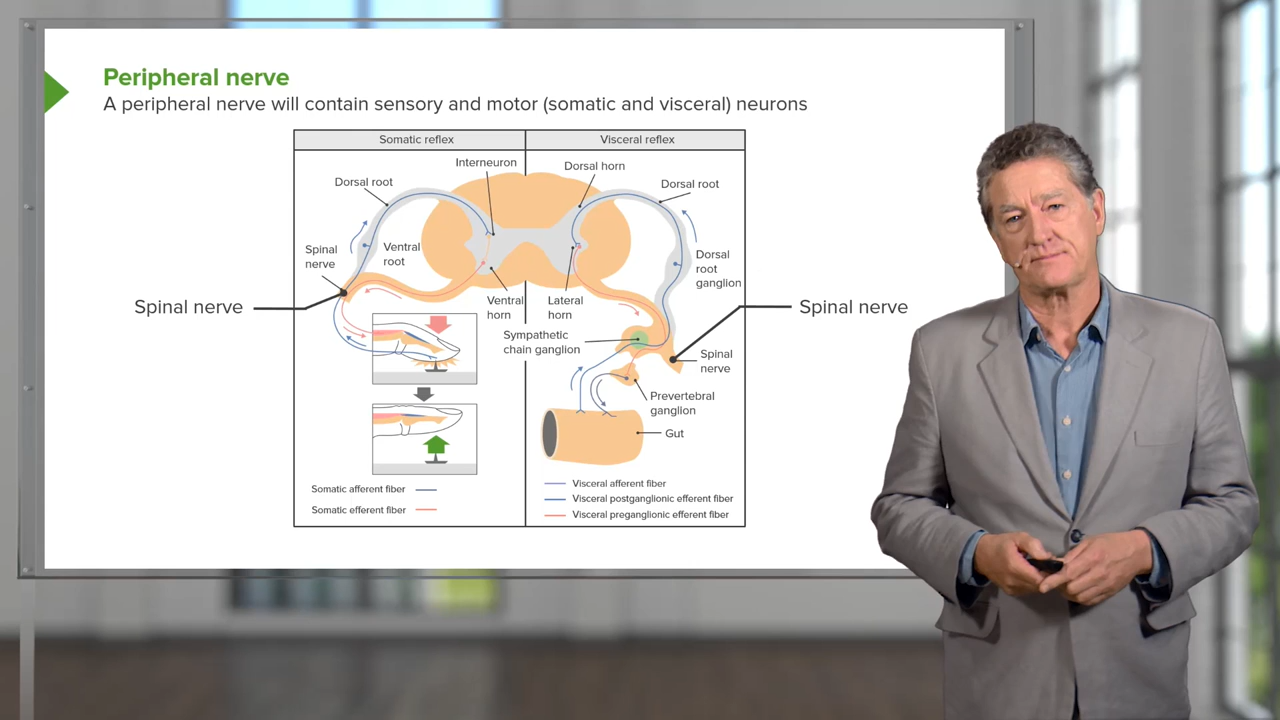 Peripheral nerve
A peripheral nerve will contain sensory and motor (somatic and visceral) neurons
Somatic reflex
Visceral reflex
Interneuron
Dorsal horn
Dorsal root
Dorsal root
Spinal
nerve
Ventral
root
Dorsal
root
ganglion
Spinal nerve
Ventral
horn
Lateral
horn
Spinal nerve
Sympathetic
chain ganglion
Spinal
nerve
Prevertebral
ganglion
Gut
Somatic afferent fiber
Somatic efferent fiber
Visceral afferent fiber
Visceral postganglionic efferent fiber
Visceral preganglionic efferent fiber